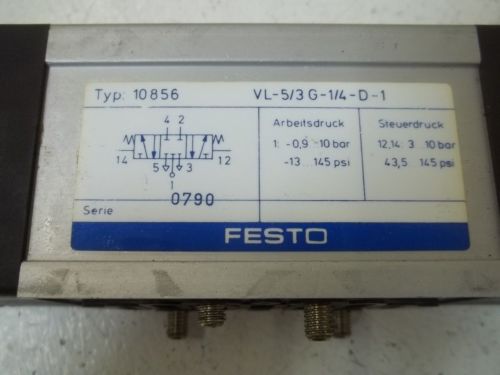 Typ: 10856 VL-5/3 G-1/4-D-1
4 2
14 12
5 3
1
Arbeitsdruck
1: -0,9...10 bar
-13...145 psi
Steuerdruck
12,14: 3...10 bar
43,5...145 psi
0790
Serie
FESTO